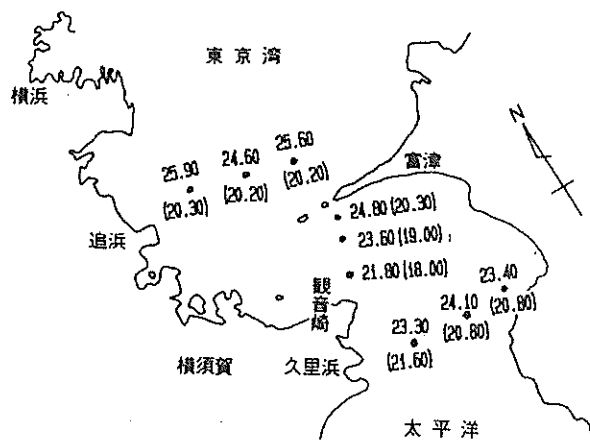 東京湾
横浜
N
25.90
(20.30)
24.60
(20.20)
25.60
(20.20)
富津
24.80(20.30)
23.60(19.00)
21.80(18.00)
追浜
観音崎
23.40
(20.80)
24.10
(20.80)
23.30
(21.60)
横須賀
久里浜
太平洋